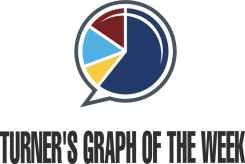 TURNER'S GRAPH OF THE WEEK